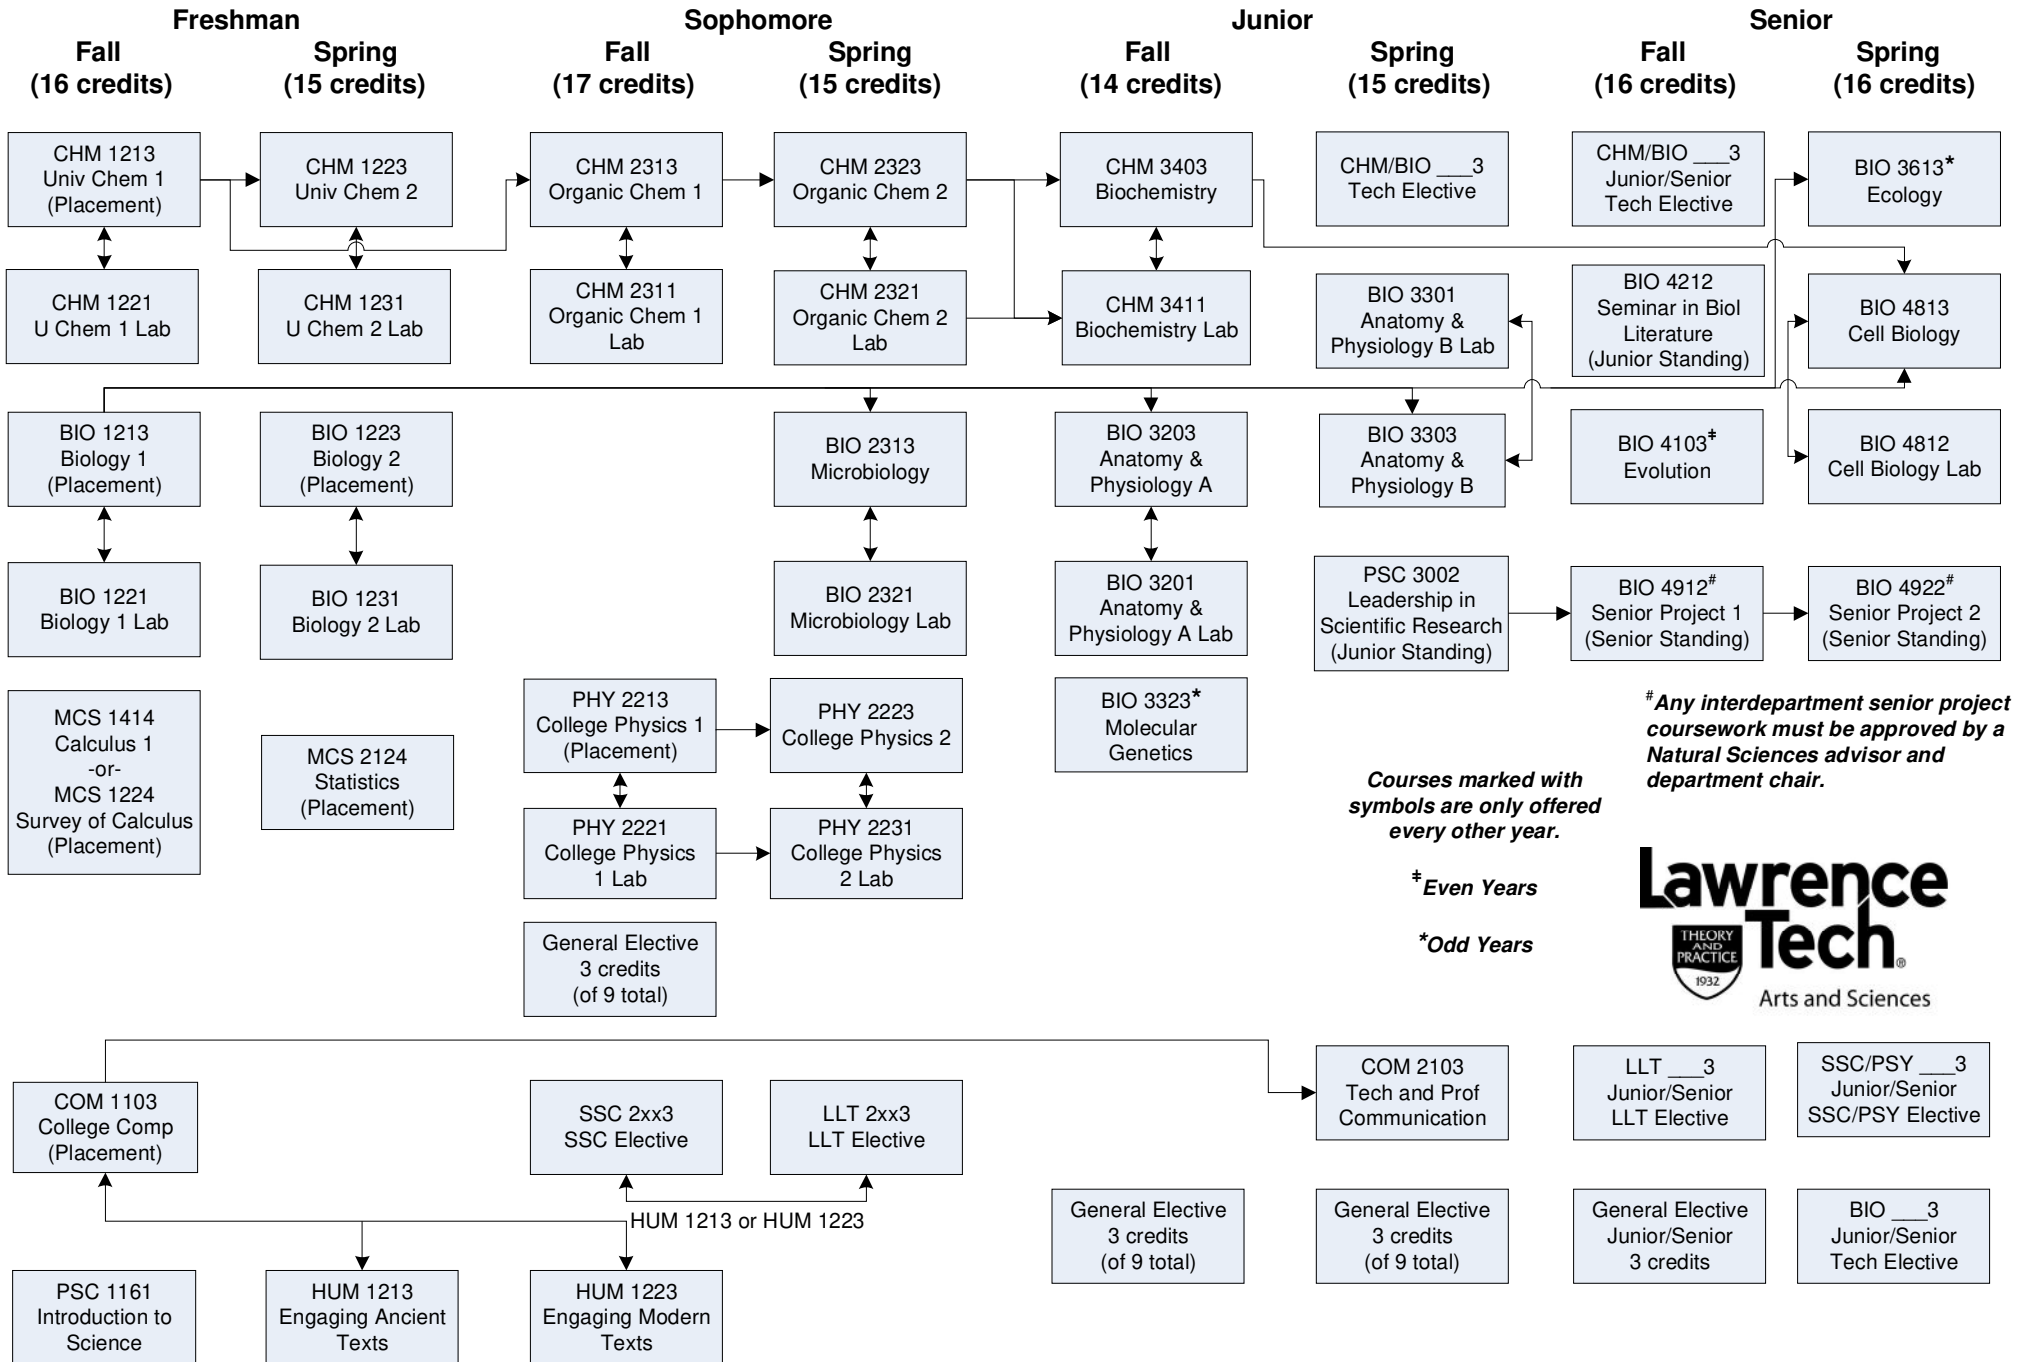 Freshman
Sophomore
Junior
Senior
Fall
(16 credits)
Spring
(15 credits)
Fall
(17 credits)
Spring
(15 credits)
Fall
(14 credits)
Spring
(15 credits)
Fall
(16 credits)
Spring
(16 credits)
CHM 1213
Univ Chem 1
(Placement)
CHM 1223
Univ Chem 2
CHM 2313
Organic Chem 1
CHM 2323
Organic Chem 2
CHM 3403
Biochemistry
CHM/BIO ___3
Tech Elective
CHM/BIO ___3
Junior/Senior
Tech Elective
BIO 3613*
Ecology
CHM 1221
U Chem 1 Lab
CHM 1231
U Chem 2 Lab
CHM 2311
Organic Chem 1
Lab
CHM 2321
Organic Chem 2
Lab
CHM 3411
Biochemistry Lab
BIO 3301
Anatomy &
Physiology B Lab
BIO 4212
Seminar in Biol
Literature
(Junior Standing)
BIO 4813
Cell Biology
BIO 1213
Biology 1
(Placement)
BIO 1223
Biology 2
(Placement)
BIO 2313
Microbiology
BIO 3203
Anatomy &
Physiology A
BIO 3303
Anatomy &
Physiology B
BIO 4103ǂ
Evolution
BIO 4812
Cell Biology Lab
BIO 1221
Biology 1 Lab
BIO 1231
Biology 2 Lab
BIO 2321
Microbiology Lab
BIO 3201
Anatomy &
Physiology A Lab
PSC 3002
Leadership in
Scientific Research
(Junior Standing)
BIO 4912#
Senior Project 1
(Senior Standing)
BIO 4922#
Senior Project 2
(Senior Standing)
MCS 1414
Calculus 1
-or-
MCS 1224
Survey of Calculus
(Placement)
MCS 2124
Statistics
(Placement)
PHY 2213
College Physics 1
(Placement)
PHY 2223
College Physics 2
BIO 3323*
Molecular
Genetics
#Any interdepartment senior project
coursework must be approved by a
Natural Sciences advisor and
department chair.
Courses marked with
symbols are only offered
every other year.
ǂEven Years
*Odd Years
PHY 2221
College Physics
1 Lab
PHY 2231
College Physics
2 Lab
Lawrence
Tech®
THEORY
AND
PRACTICE
1932
Arts and Sciences
General Elective
3 credits
(of 9 total)
COM 1103
College Comp
(Placement)
SSC 2xx3
SSC Elective
LLT 2xx3
LLT Elective
COM 2103
Tech and Prof
Communication
LLT ___3
Junior/Senior
LLT Elective
SSC/PSY ___3
Junior/Senior
SSC/PSY Elective
HUM 1213 or HUM 1223
General Elective
3 credits
(of 9 total)
General Elective
3 credits
(of 9 total)
General Elective
Junior/Senior
3 credits
BIO ___3
Junior/Senior
Tech Elective
PSC 1161
Introduction to
Science
HUM 1213
Engaging Ancient
Texts
HUM 1223
Engaging Modern
Texts